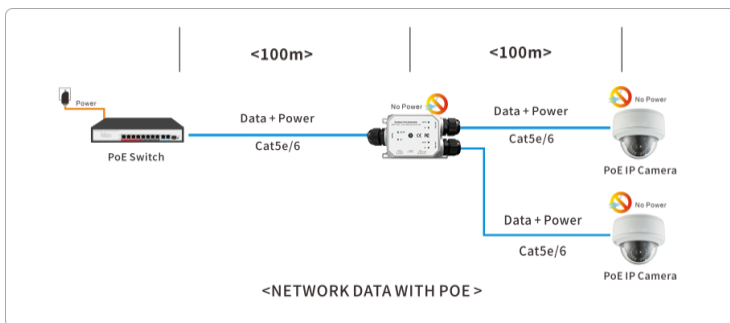 <100m>
<100m>
Power
No Power
No Power
Data + Power
Data + Power
Cat5e/6
Cat5e/6
PoE Switch
PoE IP Camera
No Power
Data + Power
Cat5e/6
PoE IP Camera
<NETWORK DATA WITH POE >